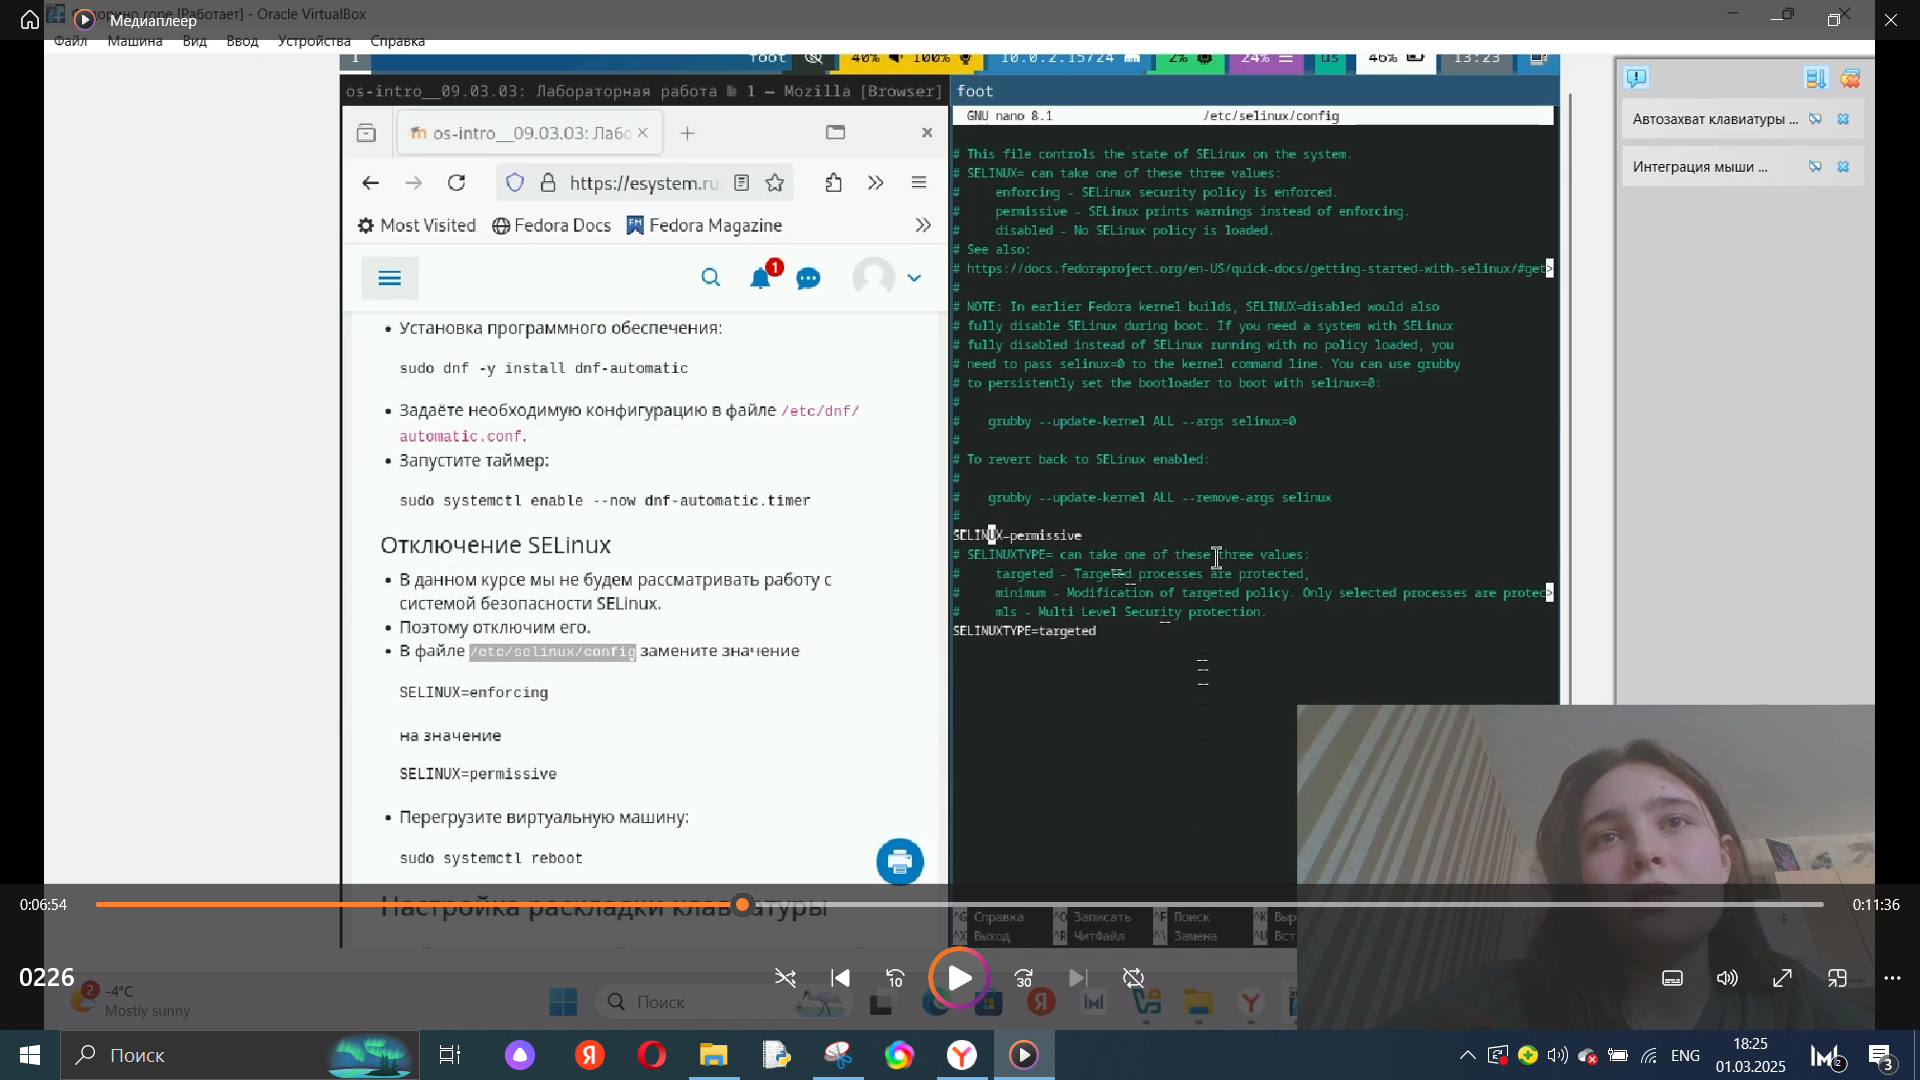 [Работает] - Oracle VirtualBox
Медиаплеер
Файл Машина Вид Ввод Устройства Справка
1 foot 40% 100% 10.0.2.15/24 2% 24% us 46% 13:23
os-intro__09.03.03: Лабораторная работа № 1 — Mozilla [Browser]
os-intro__09.03.03: Лабо
https://esystem.ru
Most Visited Fedora Docs Fedora Magazine
1
• Установка программного обеспечения:
sudo dnf -y install dnf-automatic
• Задаёте необходимую конфигурацию в файле /etc/dnf/
automatic.conf.
• Запустите таймер:
sudo systemctl enable --now dnf-automatic.timer
Отключение SELinux
• В данном курсе мы не будем рассматривать работу с
системой безопасности SELinux.
• Поэтому отключим его.
• В файле /etc/selinux/config замените значение
SELINUX=enforcing
на значение
SELINUX=permissive
• Перегрузите виртуальную машину:
sudo systemctl reboot
Настройка раскладки клавиатуры
foot
GNU nano 8.1 /etc/selinux/config
# This file controls the state of SELinux on the system.
# SELINUX= can take one of these three values:
#     enforcing - SELinux security policy is enforced.
#     permissive - SELinux prints warnings instead of enforcing.
#     disabled - No SELinux policy is loaded.
# See also:
# https://docs.fedoraproject.org/en-US/quick-docs/getting-started-with-selinux/#get>
#
# NOTE: In earlier Fedora kernel builds, SELINUX=disabled would also
# fully disable SELinux during boot. If you need a system with SELinux
# fully disabled instead of SELinux running with no policy loaded, you
# need to pass selinux=0 to the kernel command line. You can use grubby
# to persistently set the bootloader to boot with selinux=0:
#
#    grubby --update-kernel ALL --args selinux=0
#
# To revert back to SELinux enabled:
#
#    grubby --update-kernel ALL --remove-args selinux
#
SELINUX=permissive
# SELINUXTYPE= can take one of these three values:
#     targeted - Targeted processes are protected,
#     minimum - Modification of targeted policy. Only selected processes are protec>
#     mls - Multi Level Security protection.
SELINUXTYPE=targeted
^G Справка ^O Записать ^F Поиск ^K Выр
^X Выход ^R ЧитФайл ^\ Замена ^U Вст
Автозахват клавиатуры ...
Интеграция мыши ...
0:06:54
0:11:36
0226
10
30
2
-4°C
Mostly sunny
Поиск
Поиск
ENG
18:25
01.03.2025
2
3